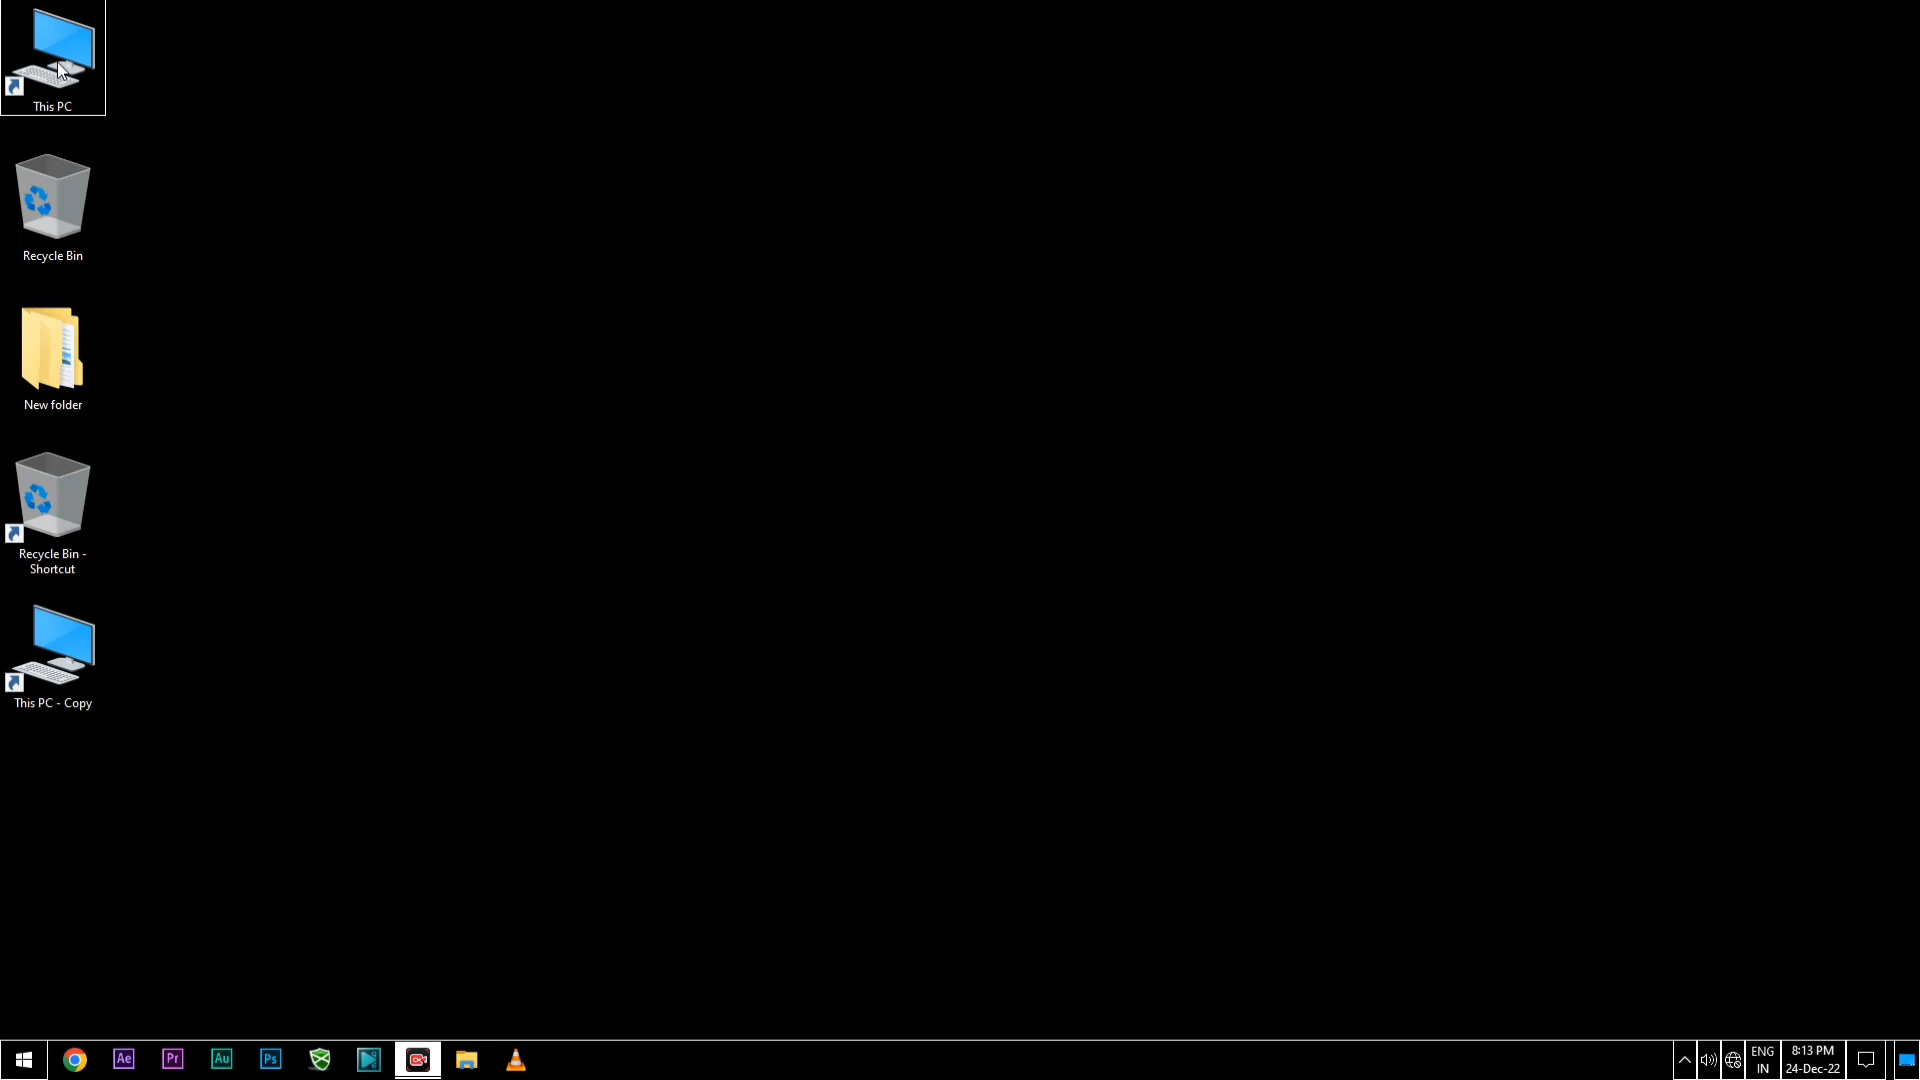 This PC
Recycle Bin
New folder
Recycle Bin -
Shortcut
This PC - Copy
Ae
Pr
Au
Ps
ENG
IN
8:13 PM
24-Dec-22